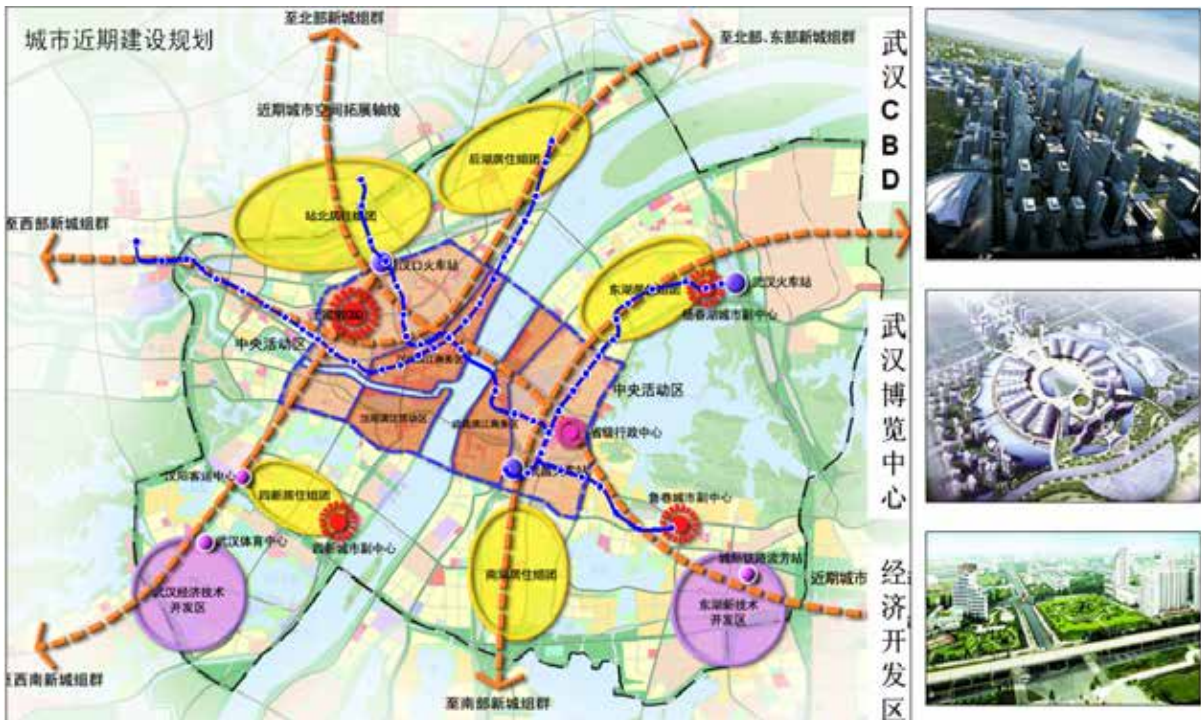 城市近期建设规划
至北部新城组群
至北部、东部新城组群
近期城市空间拓展轴线
后湖居住组团
站北居住组团
至西部新城组群
汉口火车站
东湖居住组团
武汉火车站
杨春湖城市副中心
中央活动区
中央活动区
省级行政中心
鲁巷城市副中心
汉阳客运中心
四新居住组团
四新城市副中心
武汉体育中心
武汉经济技术
开发区
南湖居住组团
城际铁路流芳站
东湖新技术
开发区
近期城市
至西南新城组群
至南部新城组群
武汉CBD
武汉博览中心
经济开发区